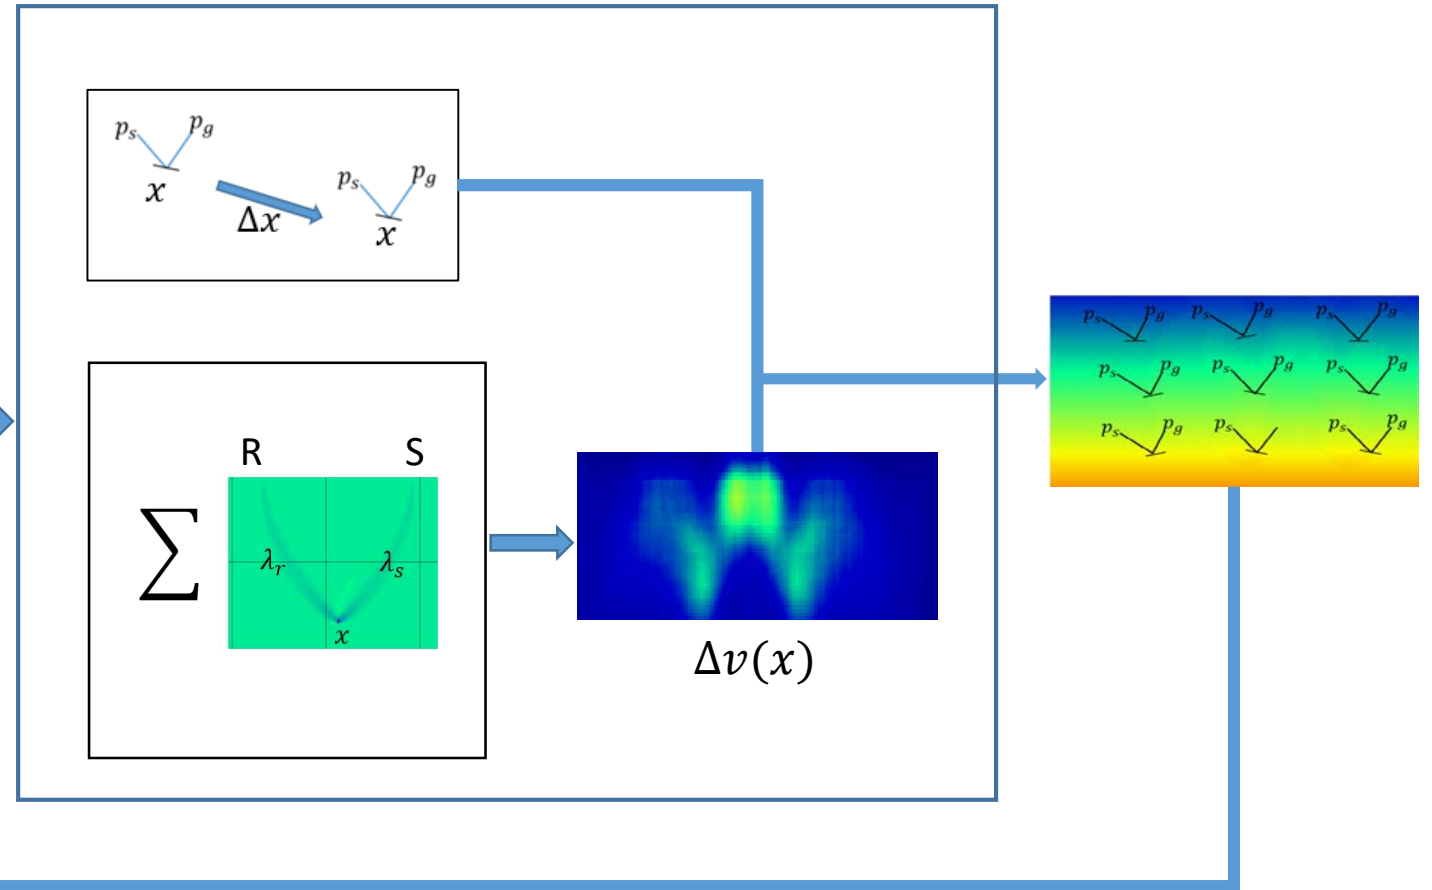 p_s p_g
x
Δx
p_s p_g
x
R S
∑
λ_r λ_s
x
Δv(x)
p_s p_g p_s p_g p_s p_g
p_s p_g p_s p_g p_s p_g
p_s p_g p_s p_s p_g